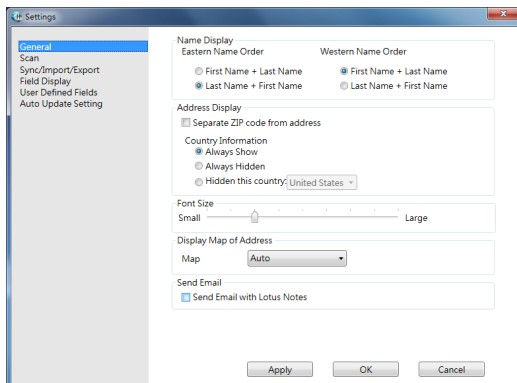 Settings
General
Scan
Sync/Import/Export
Field Display
User Defined Fields
Auto Update Setting
Name Display
Eastern Name Order Western Name Order
First Name + Last Name First Name + Last Name
Last Name + First Name Last Name + First Name
Address Display
Separate ZIP code from address
Country Information
Always Show
Always Hidden
Hidden this country: United States
Font Size
Small Large
Display Map of Address
Map Auto
Send Email
Send Email with Lotus Notes
Apply OK Cancel